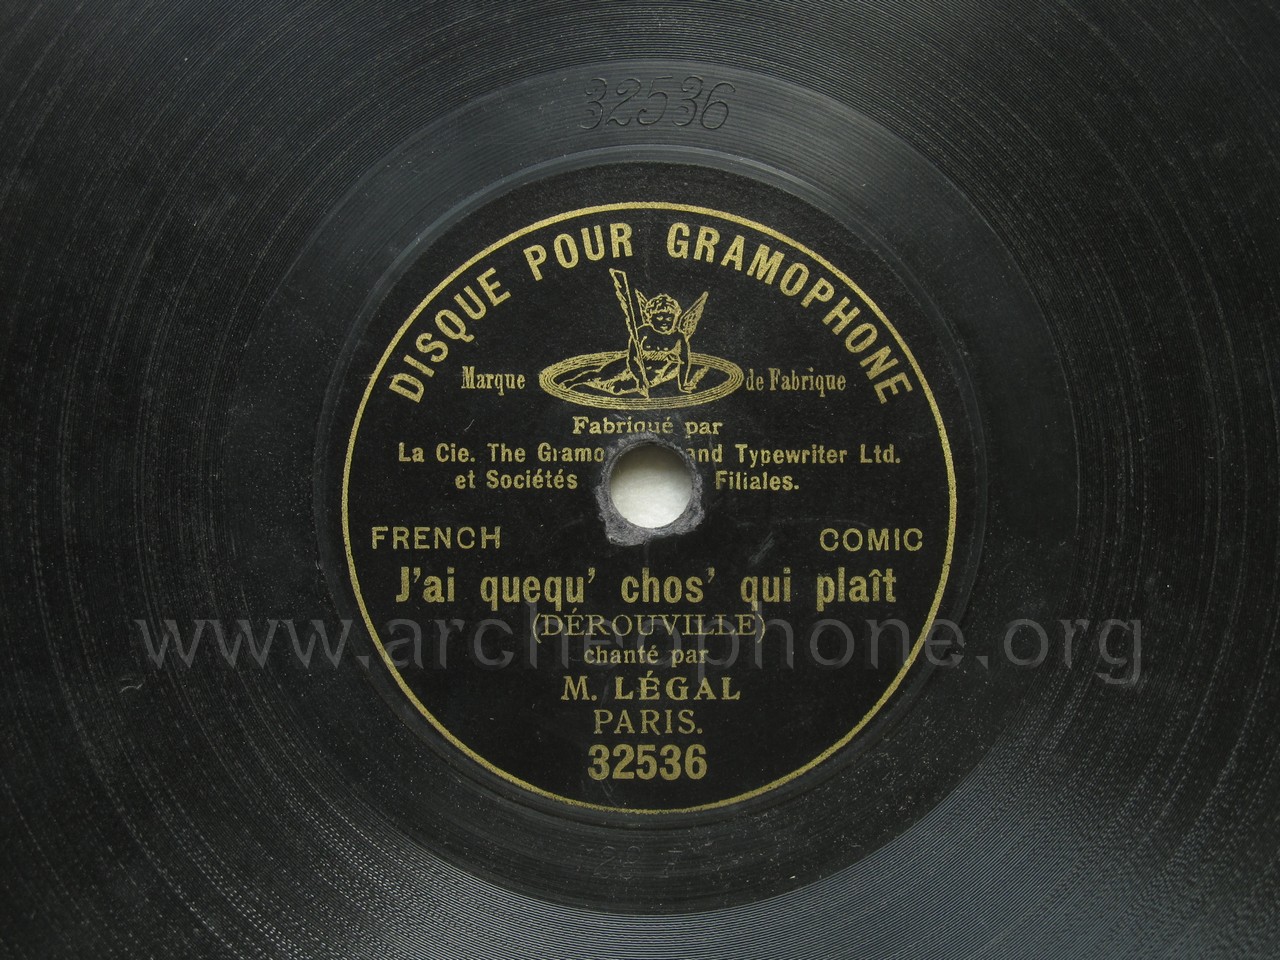 32536
DISQUE POUR GRAMOPHONE
Marque de Fabrique
Fabriqué par
La Cie. The Gramo and Typewriter Ltd.
et Sociétés Filiales.
FRENCH COMIC
J'ai quequ' chos' qui plaît
(DÉROUVILLE)
www.archeophone.org
chanté par
M. LÉGAL
PARIS.
32536